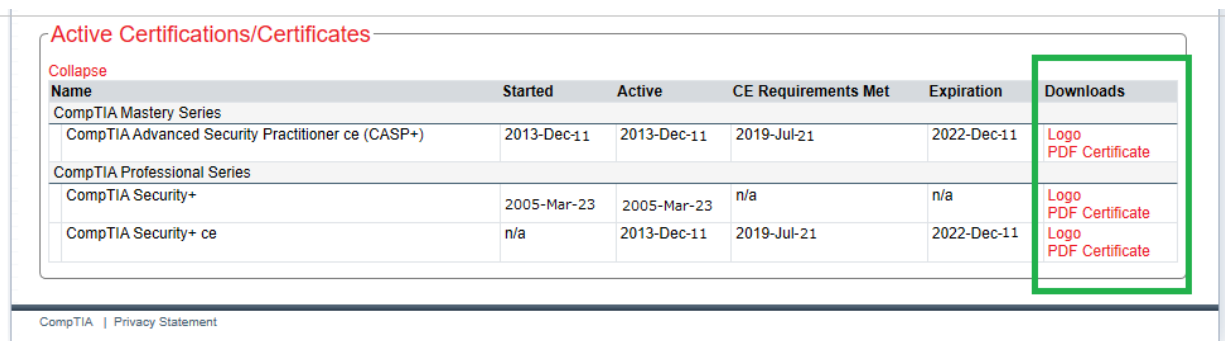 Active Certifications/Certificates
Collapse
Name Started Active CE Requirements Met Expiration Downloads
CompTIA Mastery Series
CompTIA Advanced Security Practitioner ce (CASP+) 2013-Dec-11 2013-Dec-11 2019-Jul-21 2022-Dec-11 Logo
PDF Certificate
CompTIA Professional Series
CompTIA Security+ 2005-Mar-23 2005-Mar-23 n/a n/a Logo
PDF Certificate
CompTIA Security+ ce n/a 2013-Dec-11 2019-Jul-21 2022-Dec-11 Logo
PDF Certificate
CompTIA | Privacy Statement